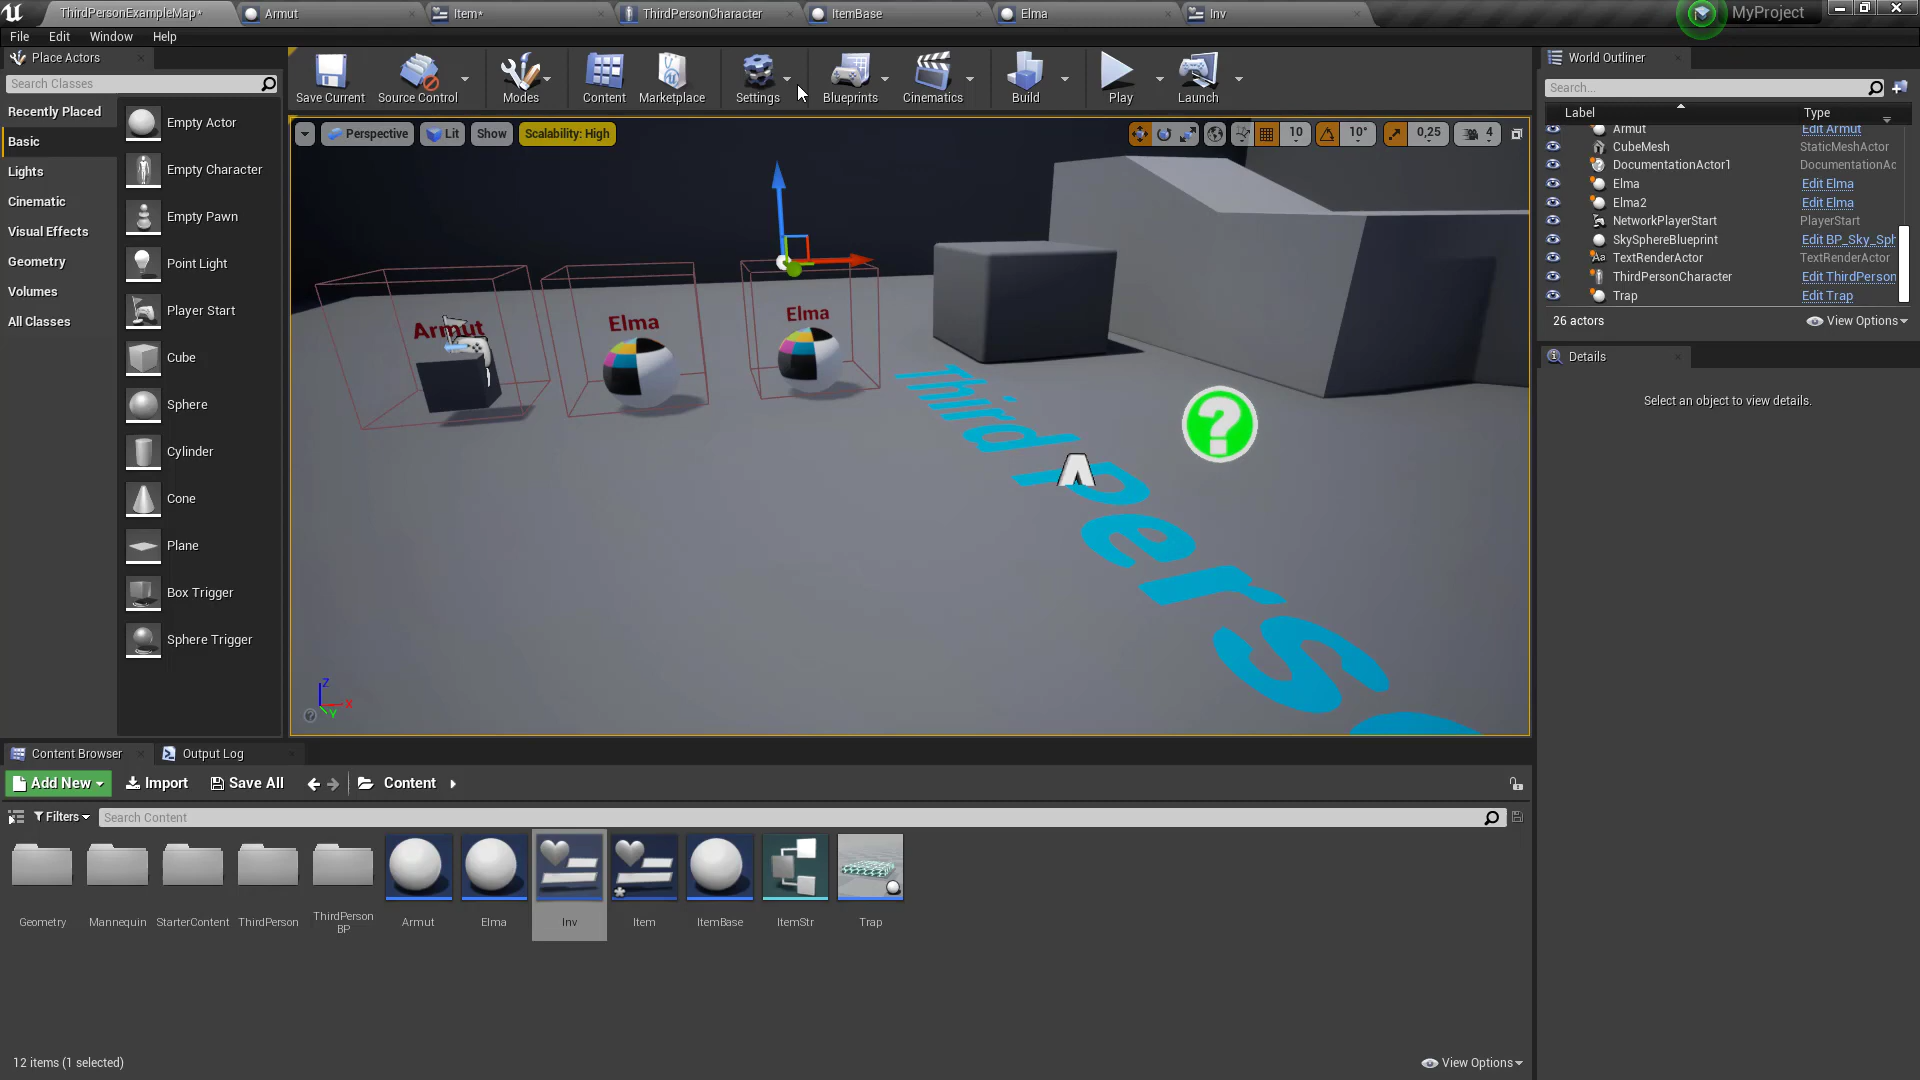 ThirdPersonExampleMap*
Armut
Item*
ThirdPersonCharacter
ItemBase
Elma
Inv
MyProject
File
Edit
Window
Help
Place Actors
Search Classes
Recently Placed
Basic
Lights
Cinematic
Visual Effects
Geometry
Volumes
All Classes
Empty Actor
Empty Character
Empty Pawn
Point Light
Player Start
Cube
Sphere
Cylinder
Cone
Plane
Box Trigger
Sphere Trigger
Save Current
Source Control
Modes
Content
Marketplace
Settings
Blueprints
Cinematics
Build
Play
Launch
Perspective
Lit
Show
Scalability: High
10
10°
0,25
4
Armut
Elma
Elma
Third Perso
?
Z
X
Y
World Outliner
Search...
Label
Type
Armut
Edit Armut
CubeMesh
StaticMeshActor
DocumentationActor1
DocumentationAc
Elma
Edit Elma
Elma2
Edit Elma
NetworkPlayerStart
PlayerStart
SkySphereBlueprint
Edit BP_Sky_Sph
TextRenderActor
TextRenderActor
ThirdPersonCharacter
Edit ThirdPerson
Trap
Edit Trap
26 actors
View Options
Details
Select an object to view details.
Content Browser
Output Log
Add New
Import
Save All
Content
Filters
Search Content
Geometry
Mannequin
StarterContent
ThirdPerson
ThirdPerson
BP
Armut
Elma
Inv
Item
ItemBase
ItemStr
Trap
12 items (1 selected)
View Options